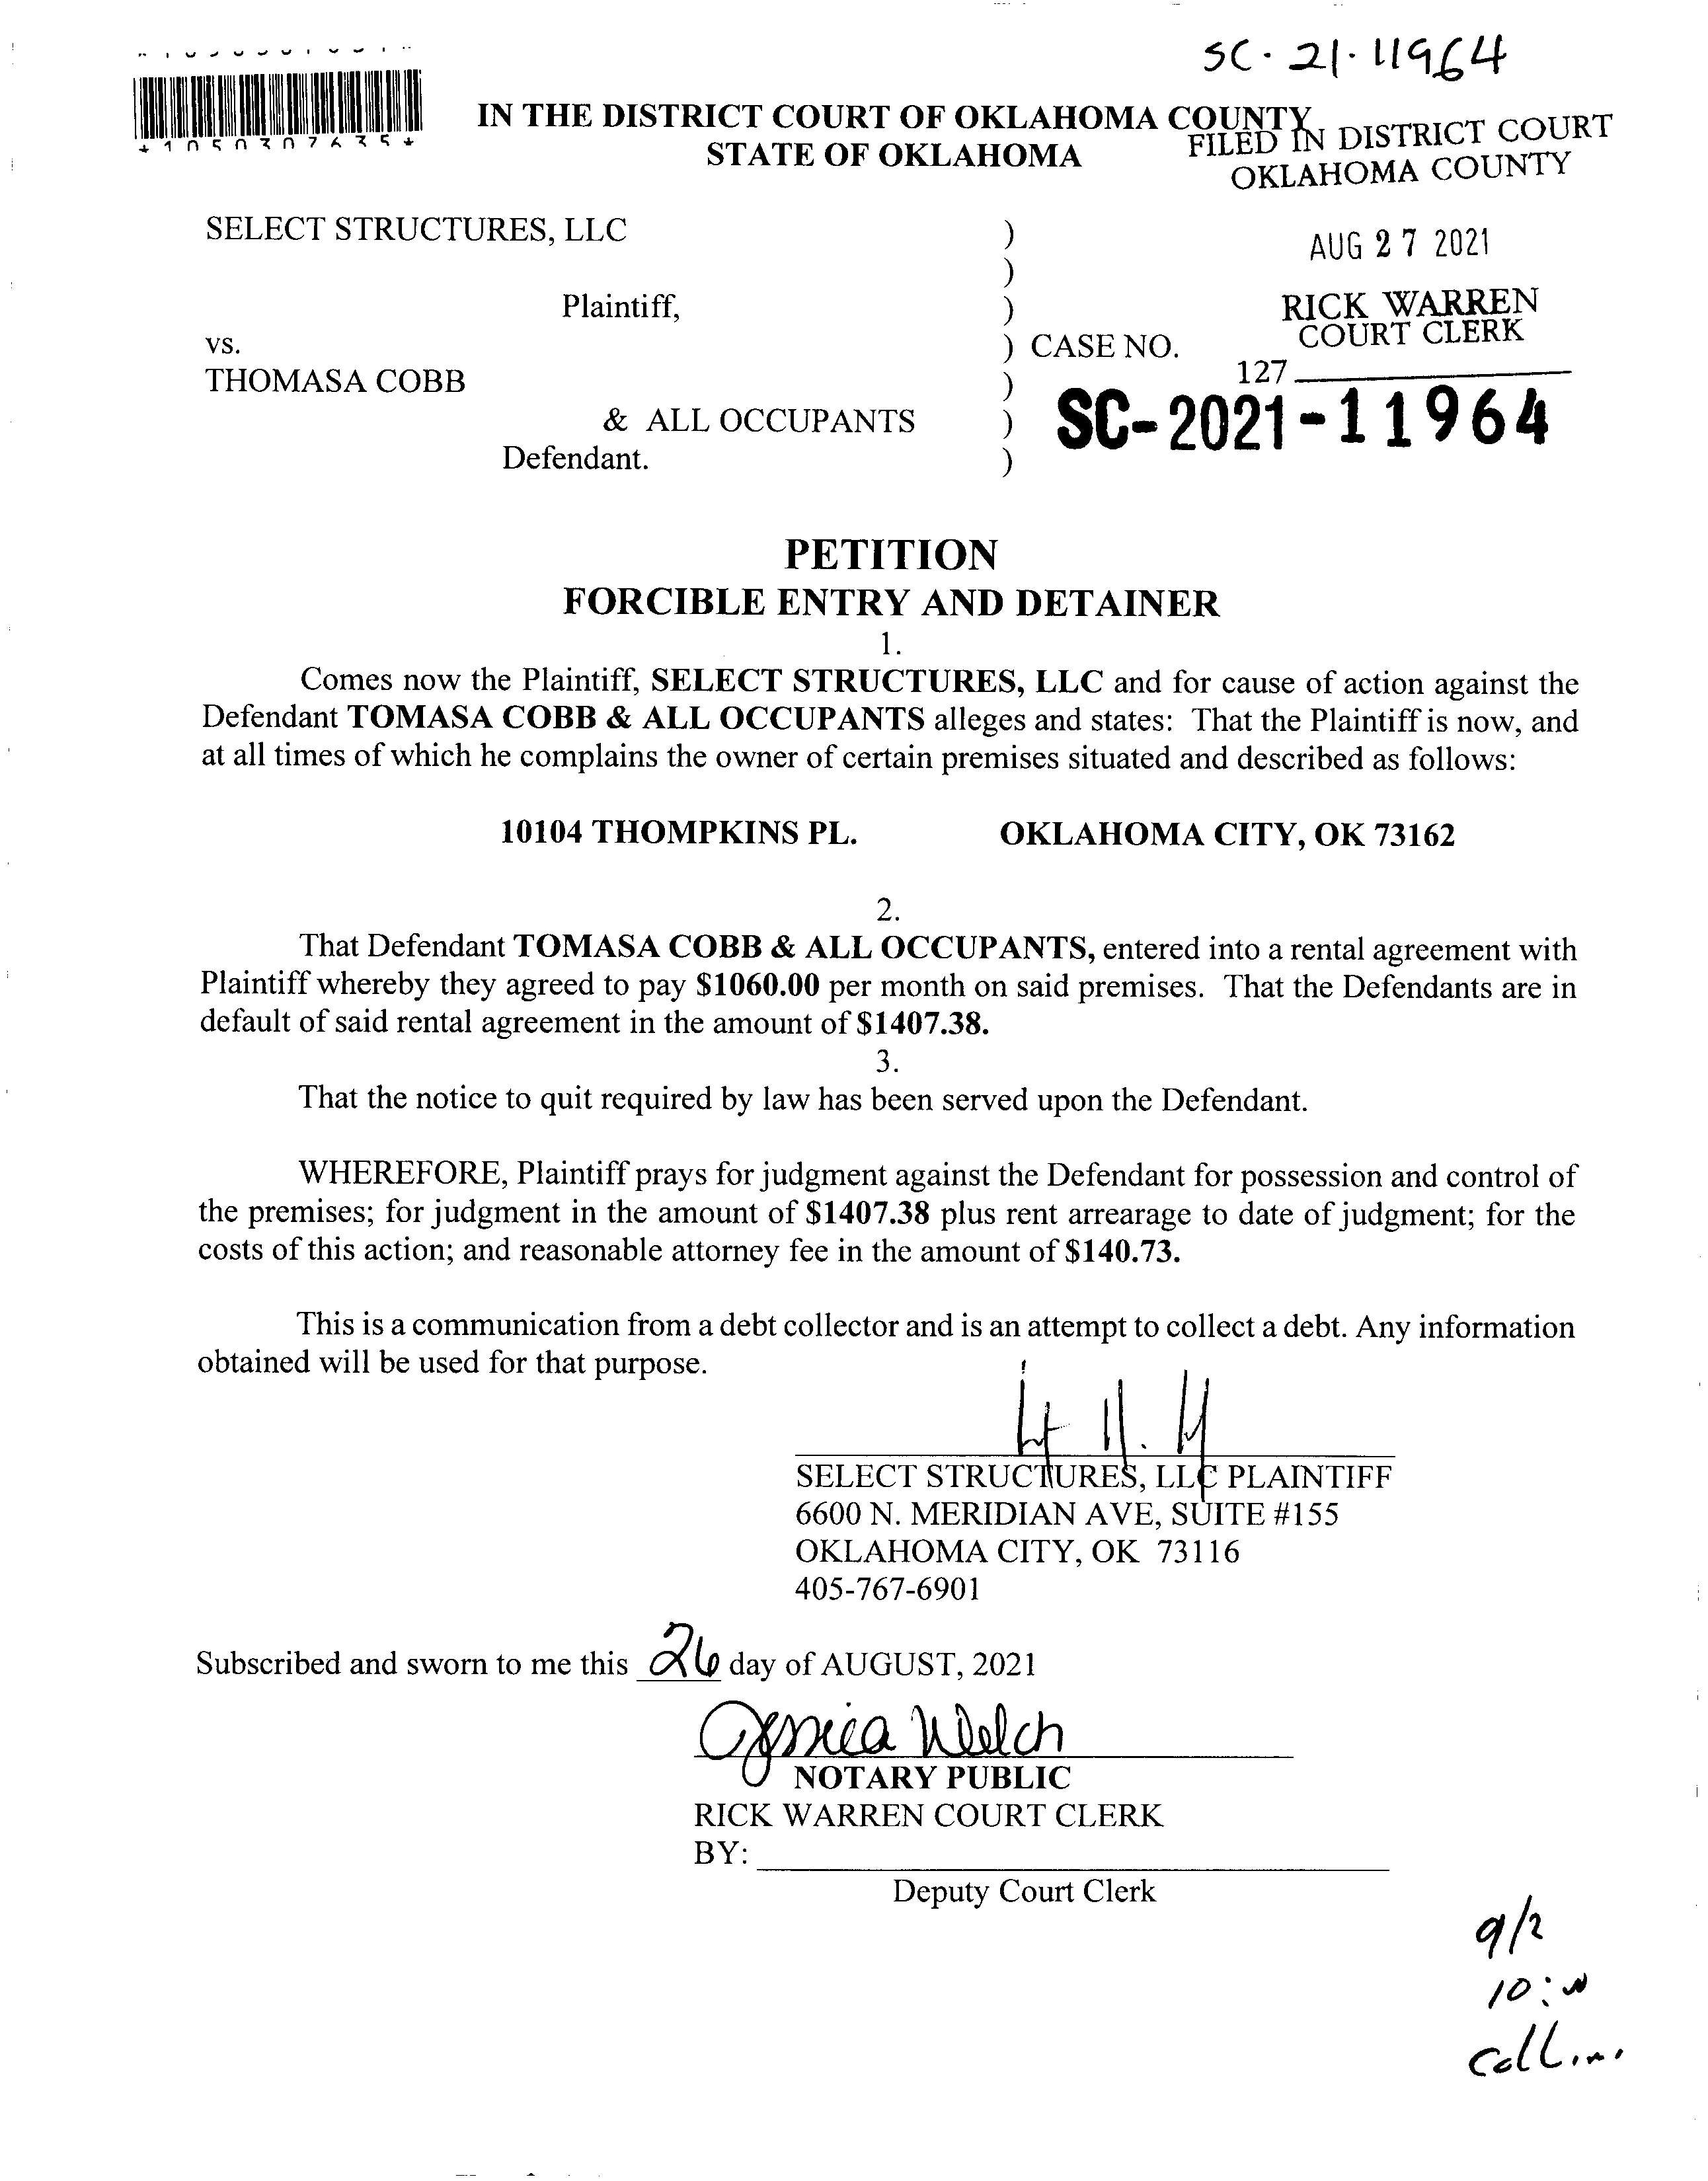 SC-21-11964
*1050307635*
IN THE DISTRICT COURT OF OKLAHOMA COUNTY
STATE OF OKLAHOMA
FILED IN DISTRICT COURT
OKLAHOMA COUNTY
AUG 27 2021
RICK WARREN
COURT CLERK
127
SELECT STRUCTURES, LLC )
)
Plaintiff, )
vs. ) CASE NO.
THOMASA COBB )
& ALL OCCUPANTS ) SC-2021-11964
Defendant. )
PETITION
FORCIBLE ENTRY AND DETAINER
1.
Comes now the Plaintiff, SELECT STRUCTURES, LLC and for cause of action against the
Defendant TOMASA COBB & ALL OCCUPANTS alleges and states: That the Plaintiff is now, and
at all times of which he complains the owner of certain premises situated and described as follows:
10104 THOMPKINS PL. OKLAHOMA CITY, OK 73162
2.
That Defendant TOMASA COBB & ALL OCCUPANTS, entered into a rental agreement with
Plaintiff whereby they agreed to pay $1060.00 per month on said premises. That the Defendants are in
default of said rental agreement in the amount of $1407.38.
3.
That the notice to quit required by law has been served upon the Defendant.
WHEREFORE, Plaintiff prays for judgment against the Defendant for possession and control of
the premises; for judgment in the amount of $1407.38 plus rent arrearage to date of judgment; for the
costs of this action; and reasonable attorney fee in the amount of $140.73.
This is a communication from a debt collector and is an attempt to collect a debt. Any information
obtained will be used for that purpose.
SELECT STRUCTURES, LLC PLAINTIFF
6600 N. MERIDIAN AVE, SUITE #155
OKLAHOMA CITY, OK 73116
405-767-6901
Subscribed and sworn to me this 26 day of AUGUST, 2021
Jessica Welch
NOTARY PUBLIC
RICK WARREN COURT CLERK
BY:
Deputy Court Clerk
9/2
10:00